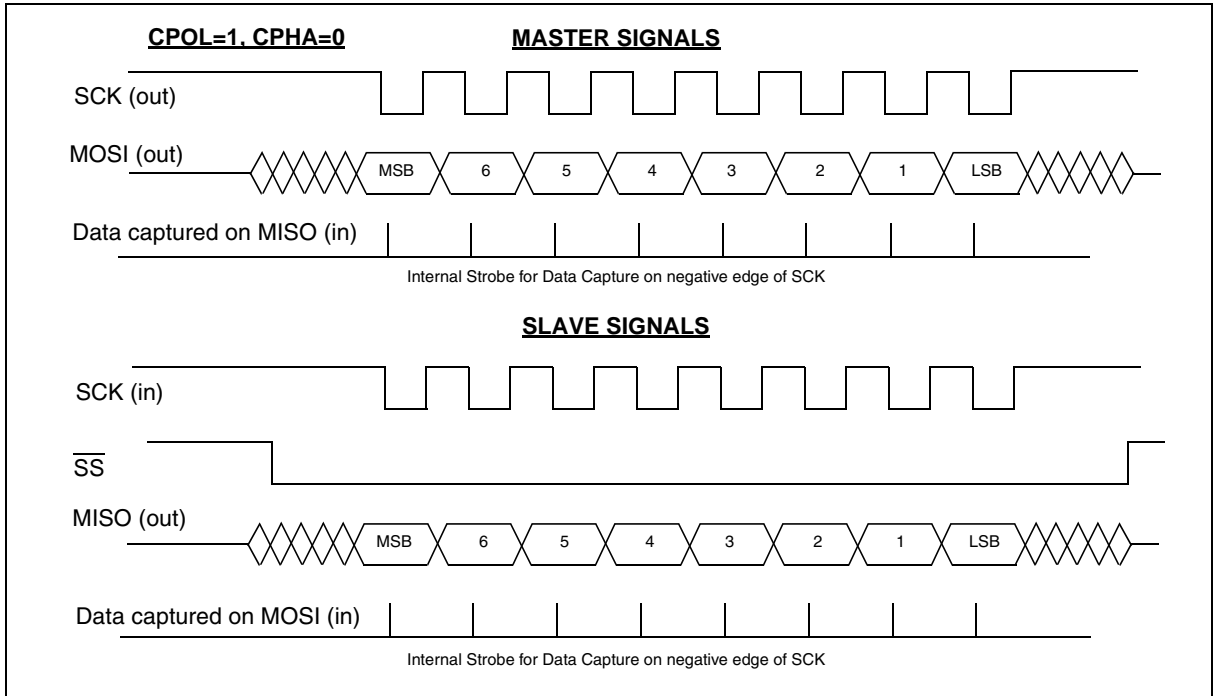 CPOL=1, CPHA=0 MASTER SIGNALS
SCK (out)
MOSI (out)
MSB 6 5 4 3 2 1 LSB
Data captured on MISO (in)
Internal Strobe for Data Capture on negative edge of SCK
SLAVE SIGNALS
SCK (in)
SS
MISO (out)
MSB 6 5 4 3 2 1 LSB
Data captured on MOSI (in)
Internal Strobe for Data Capture on negative edge of SCK